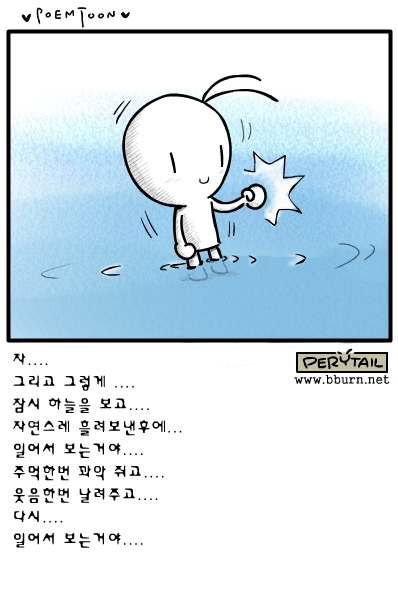 ♥POEMTOON♥
자....
그리고 그렇게 ....
잠시 하늘을 보고....
자연스레 흘려보낸후에...
일어서 보는거야....
주먹한번 꽈악 쥐고....
웃음한번 날려주고....
다시....
일어서 보는거야....
PERYTAIL
www.bburn.net